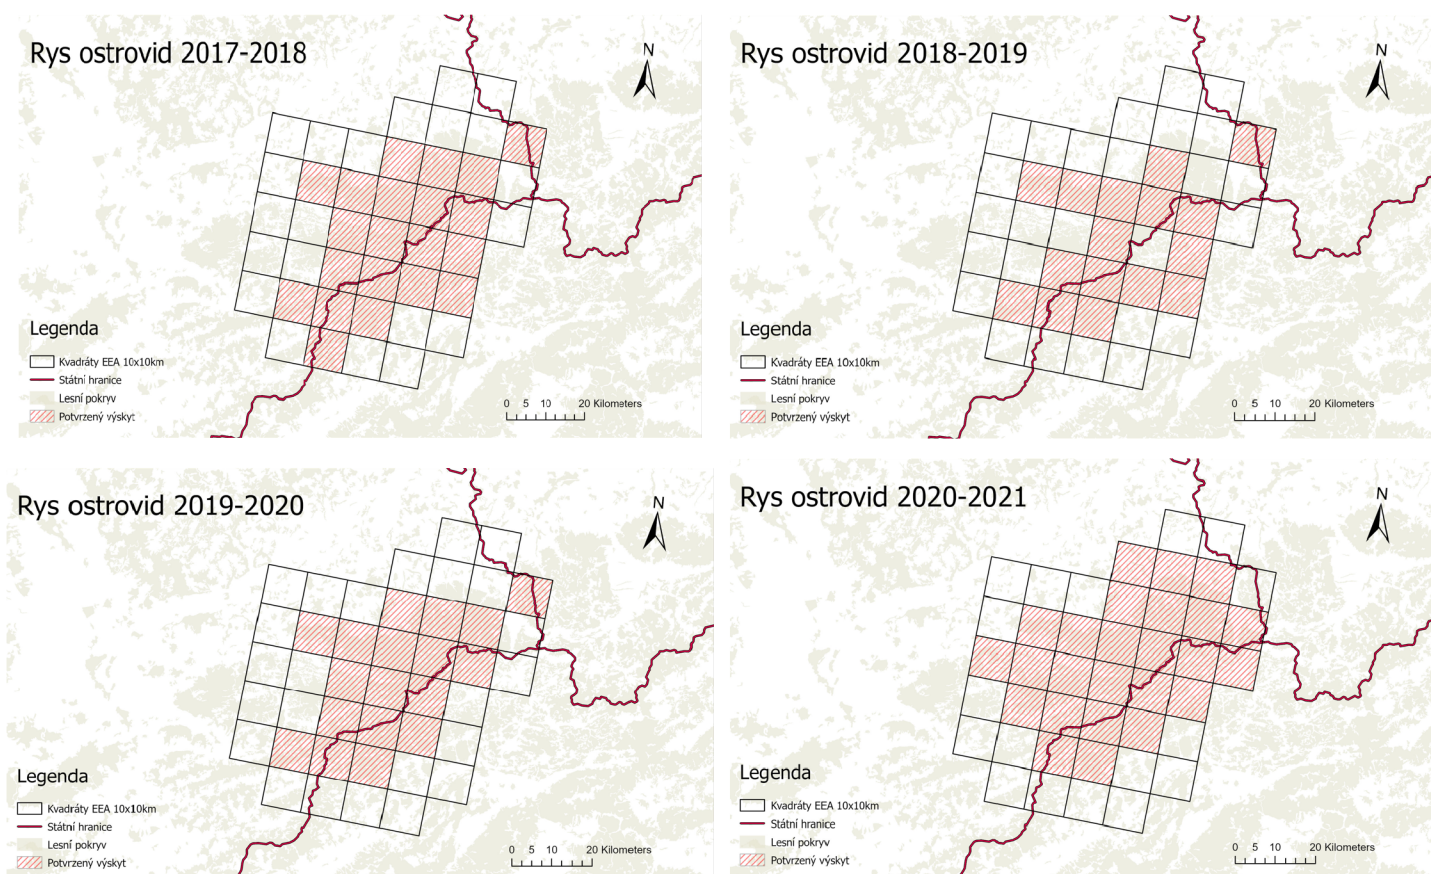 Rys ostrovid 2017-2018
N
Legenda
Kvadráty EEA 10x10km
Státní hranice
Lesní pokryv
Potvrzený výskyt
0 5 10 20 Kilometers
Rys ostrovid 2018-2019
N
Legenda
Kvadráty EEA 10x10km
Státní hranice
Lesní pokryv
Potvrzený výskyt
0 5 10 20 Kilometers
Rys ostrovid 2019-2020
N
Legenda
Kvadráty EEA 10x10km
Státní hranice
Lesní pokryv
Potvrzený výskyt
0 5 10 20 Kilometers
Rys ostrovid 2020-2021
N
Legenda
Kvadráty EEA 10x10km
Státní hranice
Lesní pokryv
Potvrzený výskyt
0 5 10 20 Kilometers